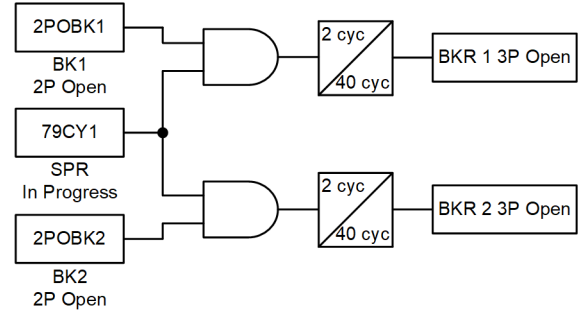 2POBK1
BK1
2P Open
2 cyc
40 cyc
BKR 1 3P Open
79CY1
SPR
In Progress
2POBK2
BK2
2P Open
2 cyc
40 cyc
BKR 2 3P Open